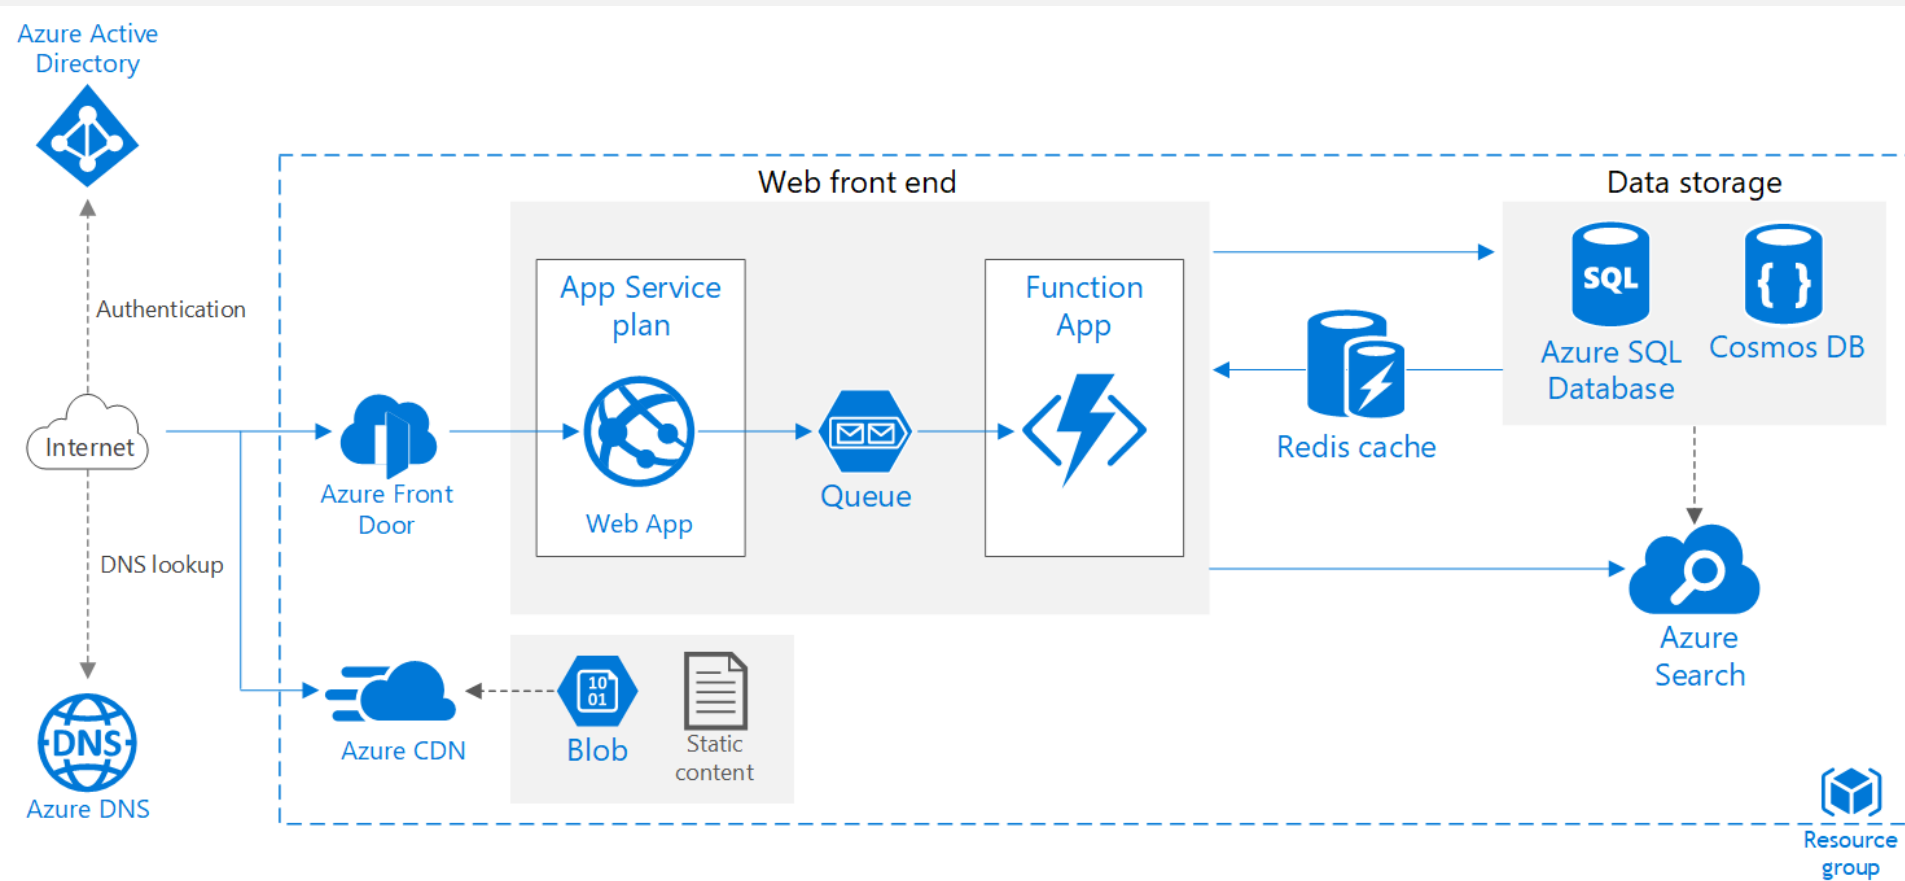 Azure Active
Directory
Authentication
Internet
DNS lookup
DNS
Azure DNS
Azure Front
Door
Azure CDN
Web front end
App Service
plan
Web App
Queue
Function
App
10
01
Blob
Static
content
Redis cache
Data storage
SQL
Azure SQL
Database
{ }
Cosmos DB
Azure
Search
Resource
group